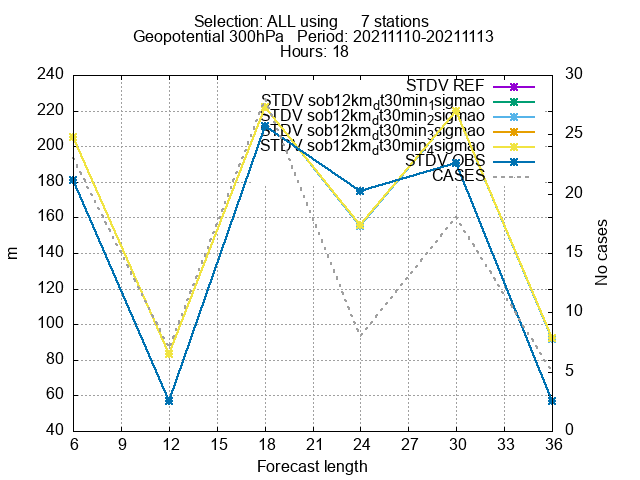 Selection: ALL using 7 stations
Geopotential 300hPa Period: 20211110-20211113
Hours: 18
STDV REF
STDV sob12km_dt30min_1sigmao
STDV sob12km_dt30min_2sigmao
STDV sob12km_dt30min_3sigmao
STDV sob12km_dt30min_4sigmao
STDV OBS
CASES
240
220
200
180
160
140
120
100
80
60
40
m
30
25
20
15
10
5
0
No cases
6 9 12 15 18 21 24 27 30 33 36
Forecast length